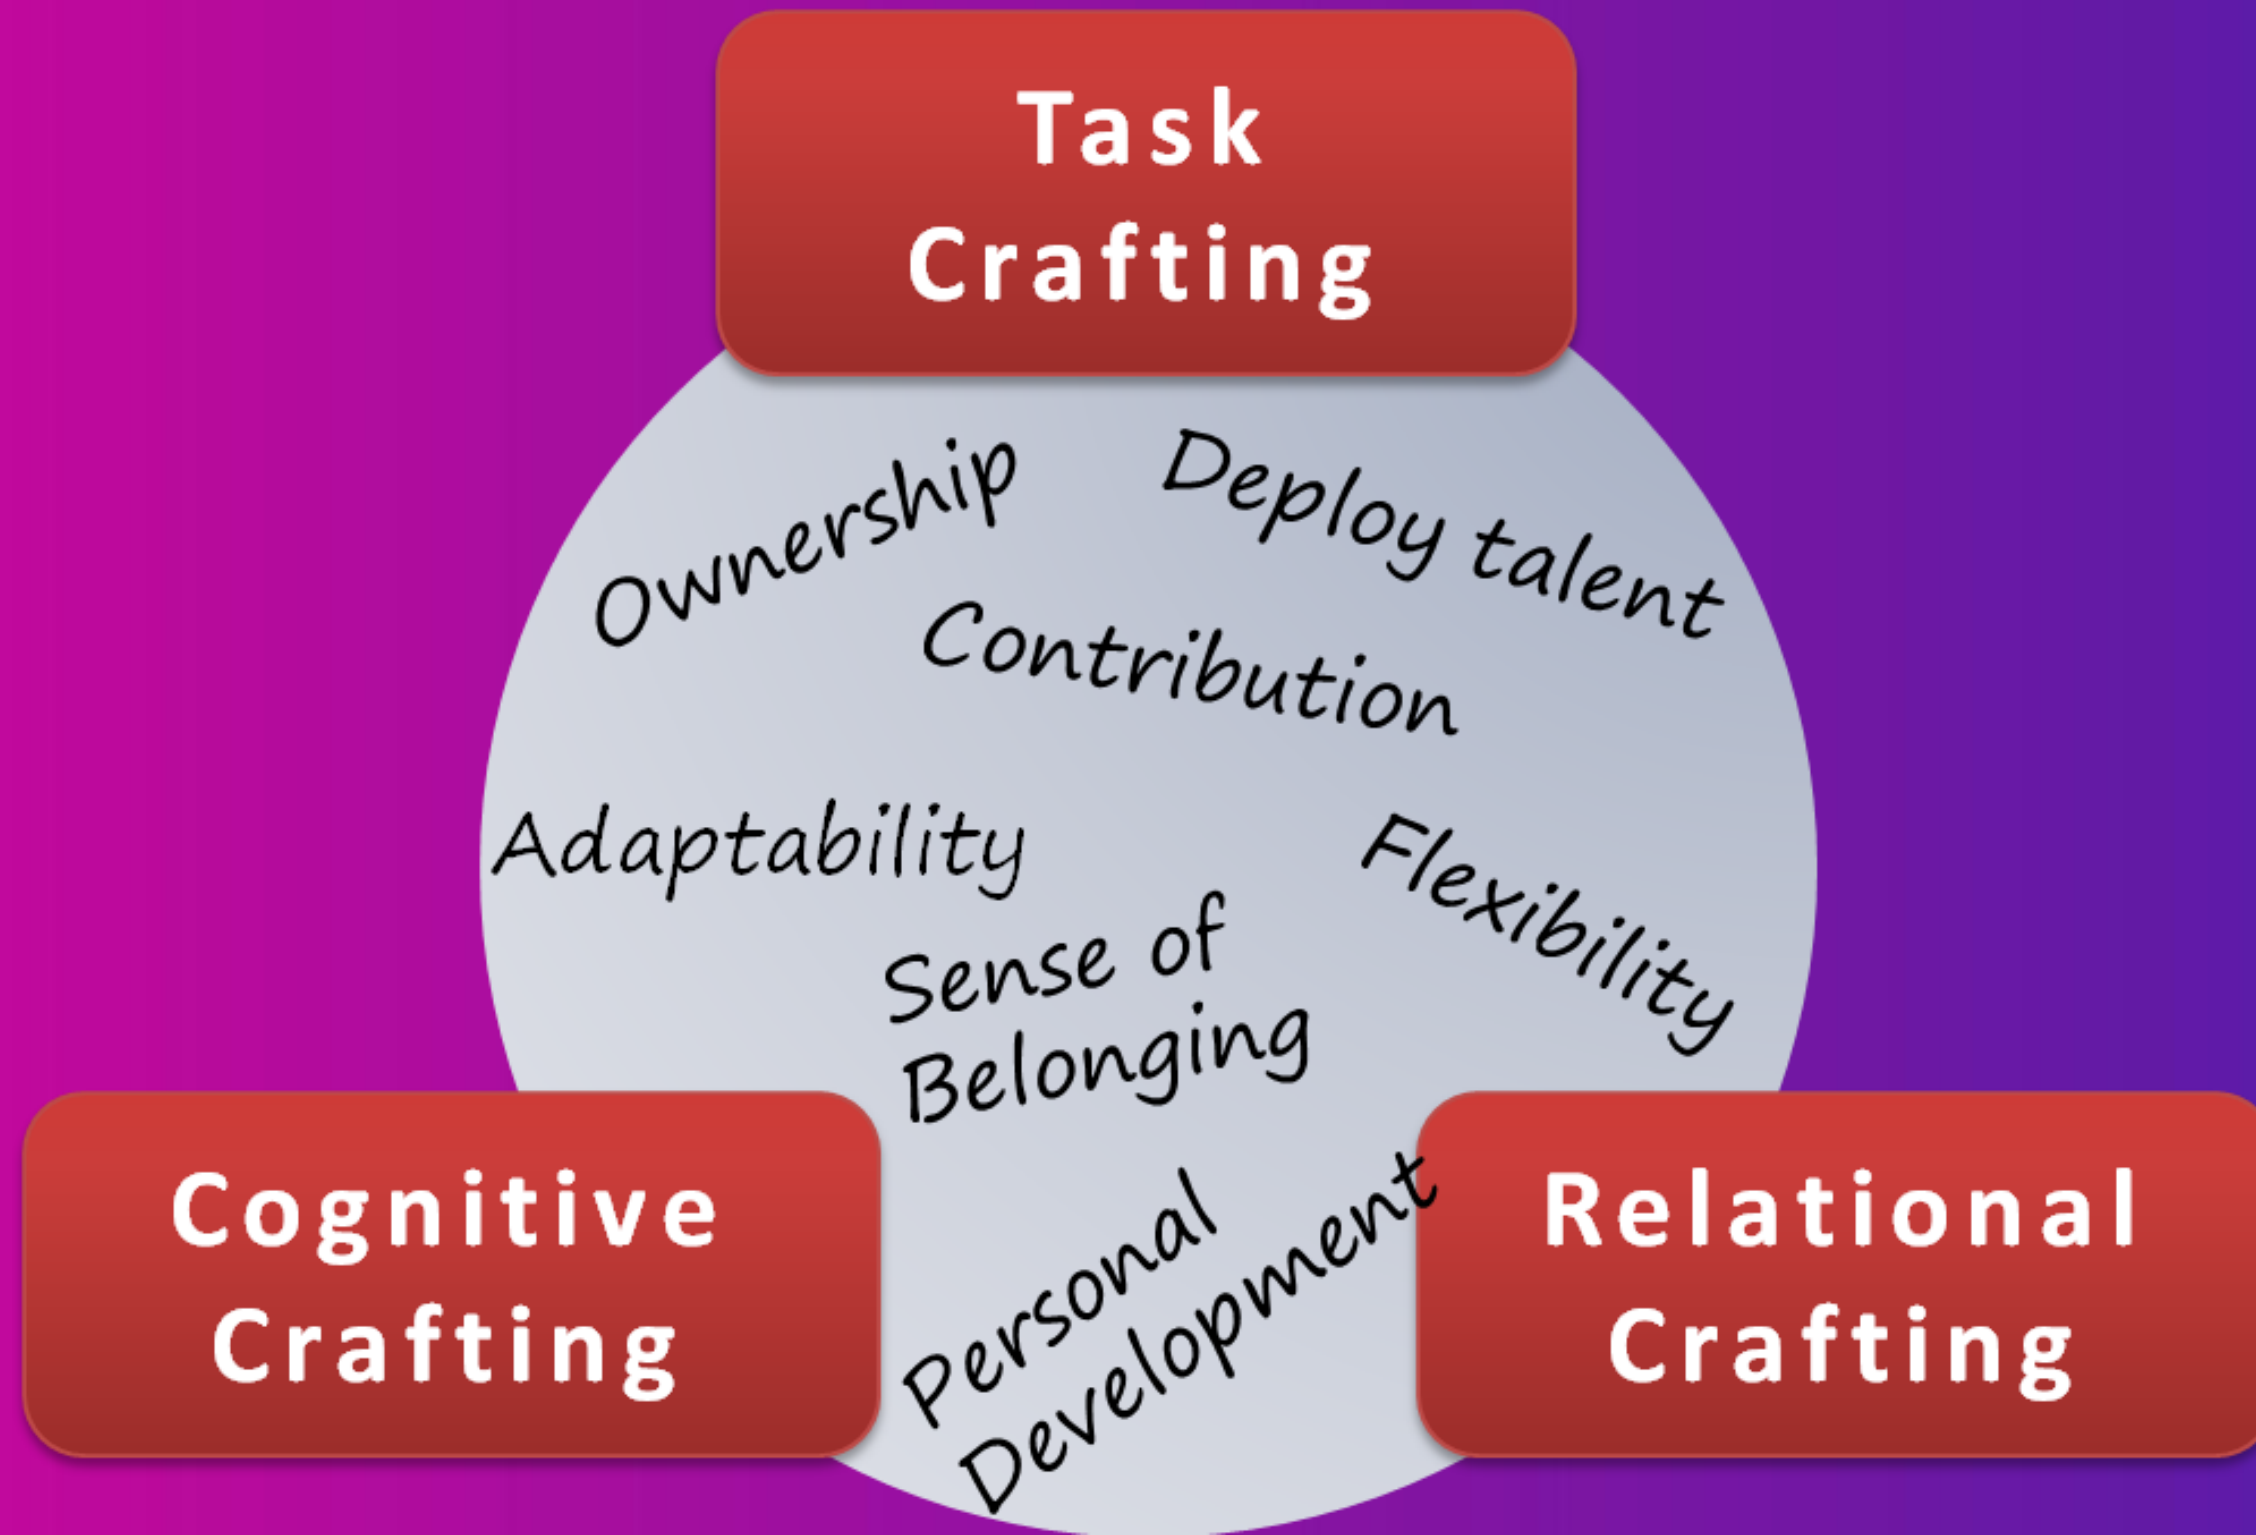 Task
Crafting
Ownership
Deploy talent
Contribution
Adaptability
Flexibility
Sense of
Belonging
Cognitive
Crafting
Relational
Crafting
Personal
Development